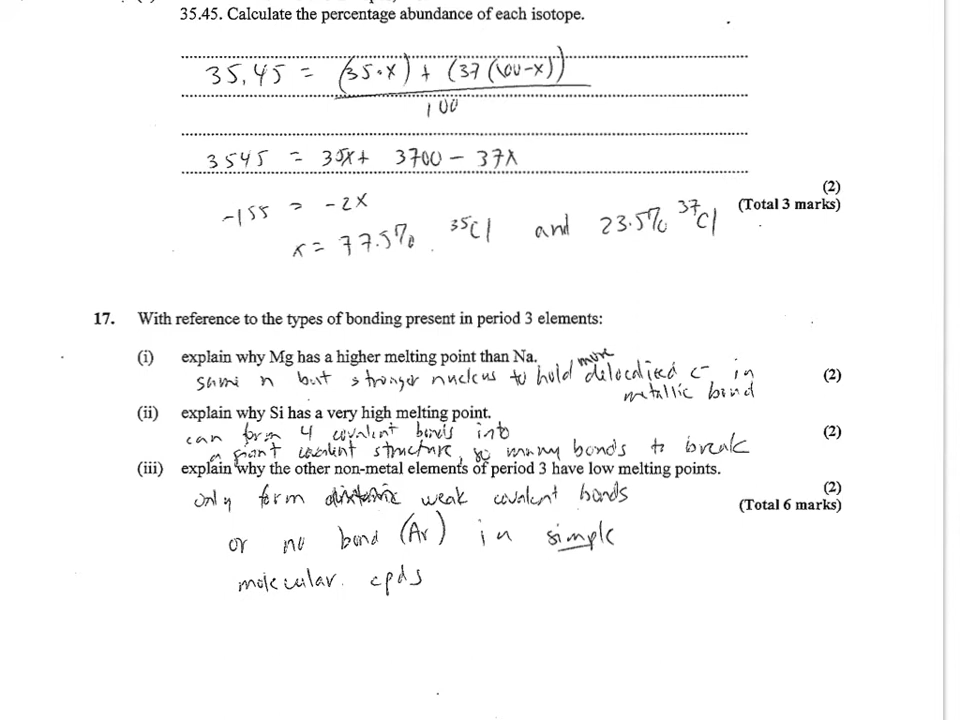 35.45. Calculate the percentage abundance of each isotope.
35.45 = (35·x) + (37 (100-x))
100
3545 = 35x + 3700 - 37x
-155 = -2x
(2)
(Total 3 marks)
x = 77.5% ³⁵Cl and 23.5% ³⁷Cl
17. With reference to the types of bonding present in period 3 elements:
(i) explain why Mg has a higher melting point than Na.
same n but stronger nucleus to hold more delocalised e- in (2)
metallic bond
(ii) explain why Si has a very high melting point.
can form 4 covalent bonds into (2)
a giant covalent structure, so many bonds to break
(iii) explain why the other non-metal elements of period 3 have low melting points.
only form weak covalent bonds (2)
(Total 6 marks)
or no bond (Ar) in simple
molecular cpds